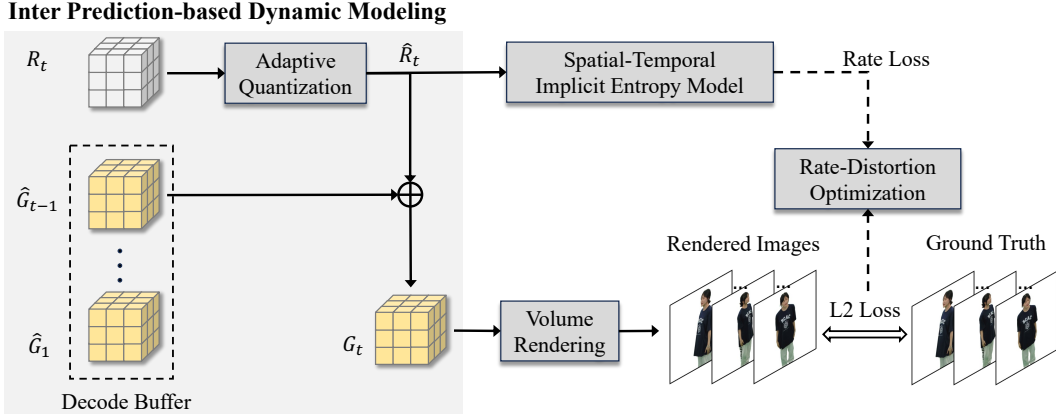 Inter Prediction-based Dynamic Modeling
R_t
Adaptive
Quantization
R̂_t
Spatial-Temporal
Implicit Entropy Model
Rate Loss
Rate-Distortion
Optimization
Ĝ_{t−1}
Ĝ_1
Decode Buffer
G_t
Volume
Rendering
Rendered Images
...
...
L2 Loss
Ground Truth
...
...